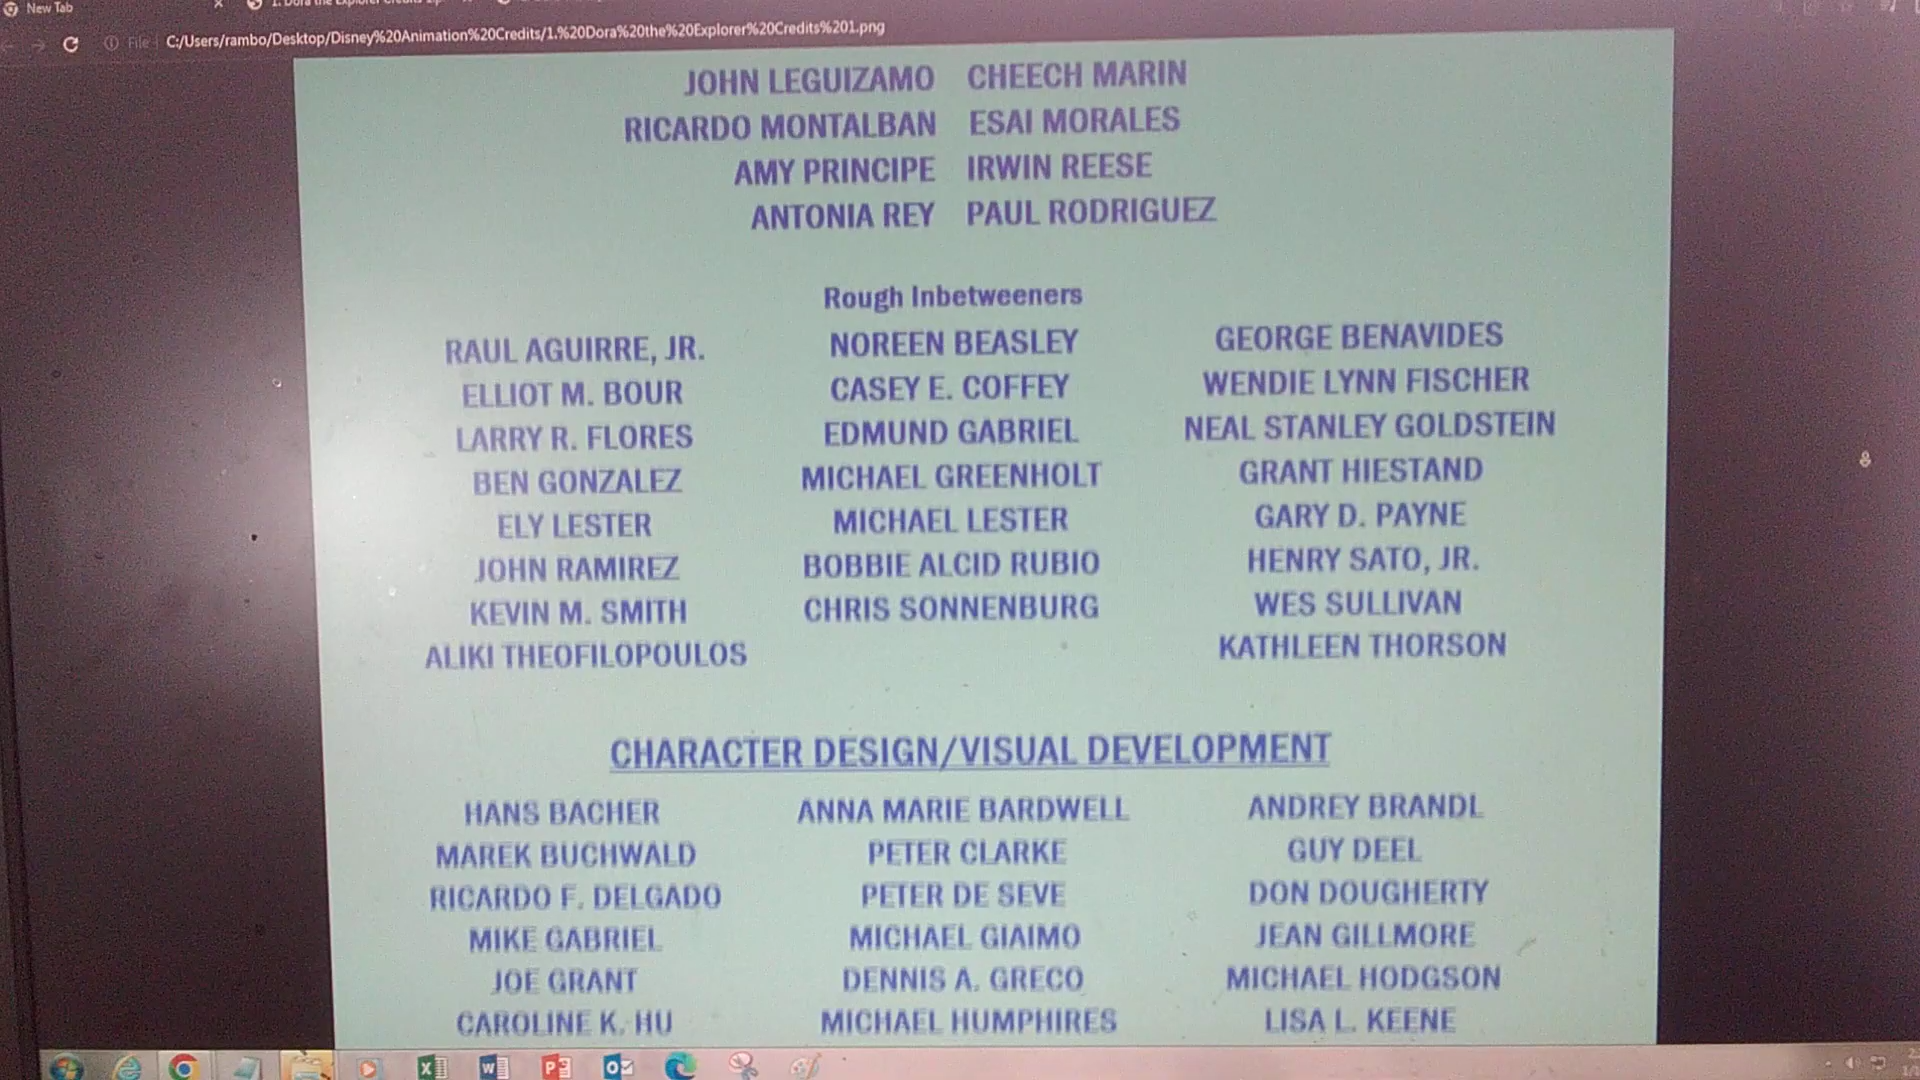 New Tab
File C:/Users/rambo/Desktop/Disney%20Animation%20Credits/1.%20Dora%20the%20Explorer%20Credits%201.png
JOHN LEGUIZAMO CHEECH MARIN
RICARDO MONTALBAN ESAI MORALES
AMY PRINCIPE IRWIN REESE
ANTONIA REY PAUL RODRIGUEZ
Rough Inbetweeners
RAUL AGUIRRE, JR. NOREEN BEASLEY GEORGE BENAVIDES
ELLIOT M. BOUR CASEY E. COFFEY WENDIE LYNN FISCHER
LARRY R. FLORES EDMUND GABRIEL NEAL STANLEY GOLDSTEIN
BEN GONZALEZ MICHAEL GREENHOLT GRANT HIESTAND
ELY LESTER MICHAEL LESTER GARY D. PAYNE
JOHN RAMIREZ BOBBIE ALCID RUBIO HENRY SATO, JR.
KEVIN M. SMITH CHRIS SONNENBURG WES SULLIVAN
ALIKI THEOFILOPOULOS KATHLEEN THORSON
CHARACTER DESIGN/VISUAL DEVELOPMENT
HANS BACHER ANNA MARIE BARDWELL ANDREY BRANDL
MAREK BUCHWALD PETER CLARKE GUY DEEL
RICARDO F. DELGADO PETER DE SEVE DON DOUGHERTY
MIKE GABRIEL MICHAEL GIAIMO JEAN GILLMORE
JOE GRANT DENNIS A. GRECO MICHAEL HODGSON
CAROLINE K. HU MICHAEL HUMPHIRES LISA L. KEENE